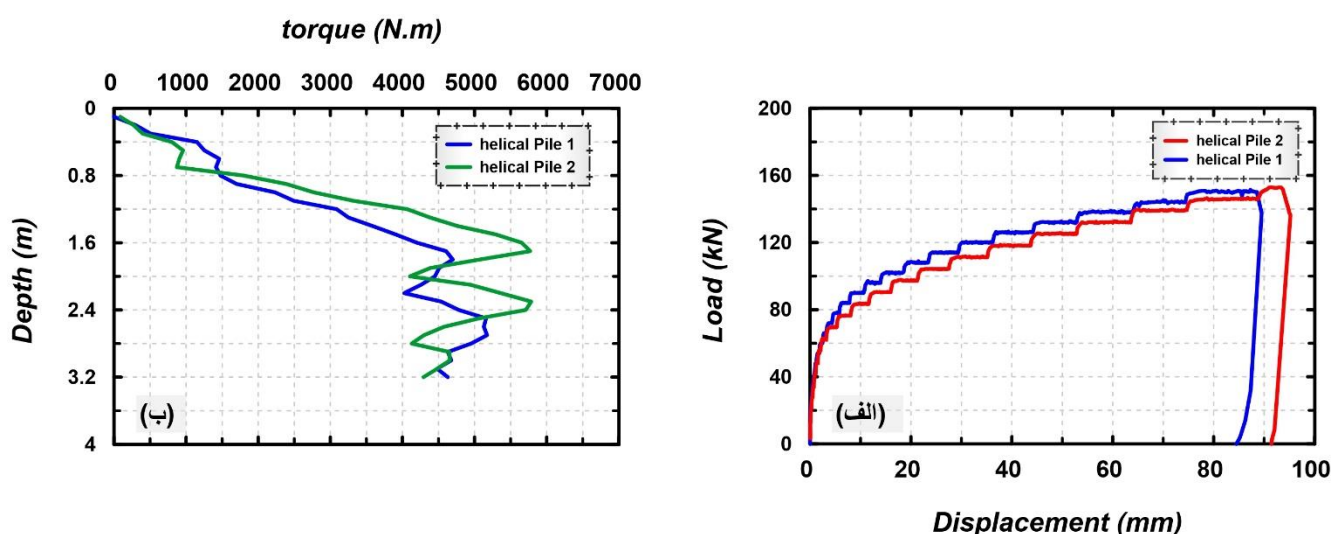 torque (N.m)
0 1000 2000 3000 4000 5000 6000 7000
Depth (m)
0
0.8
1.6
2.4
3.2
4
helical Pile 1
helical Pile 2
(ب)
Load (kN)
200
160
120
80
40
0
helical Pile 2
helical Pile 1
(الف)
0 20 40 60 80 100
Displacement (mm)